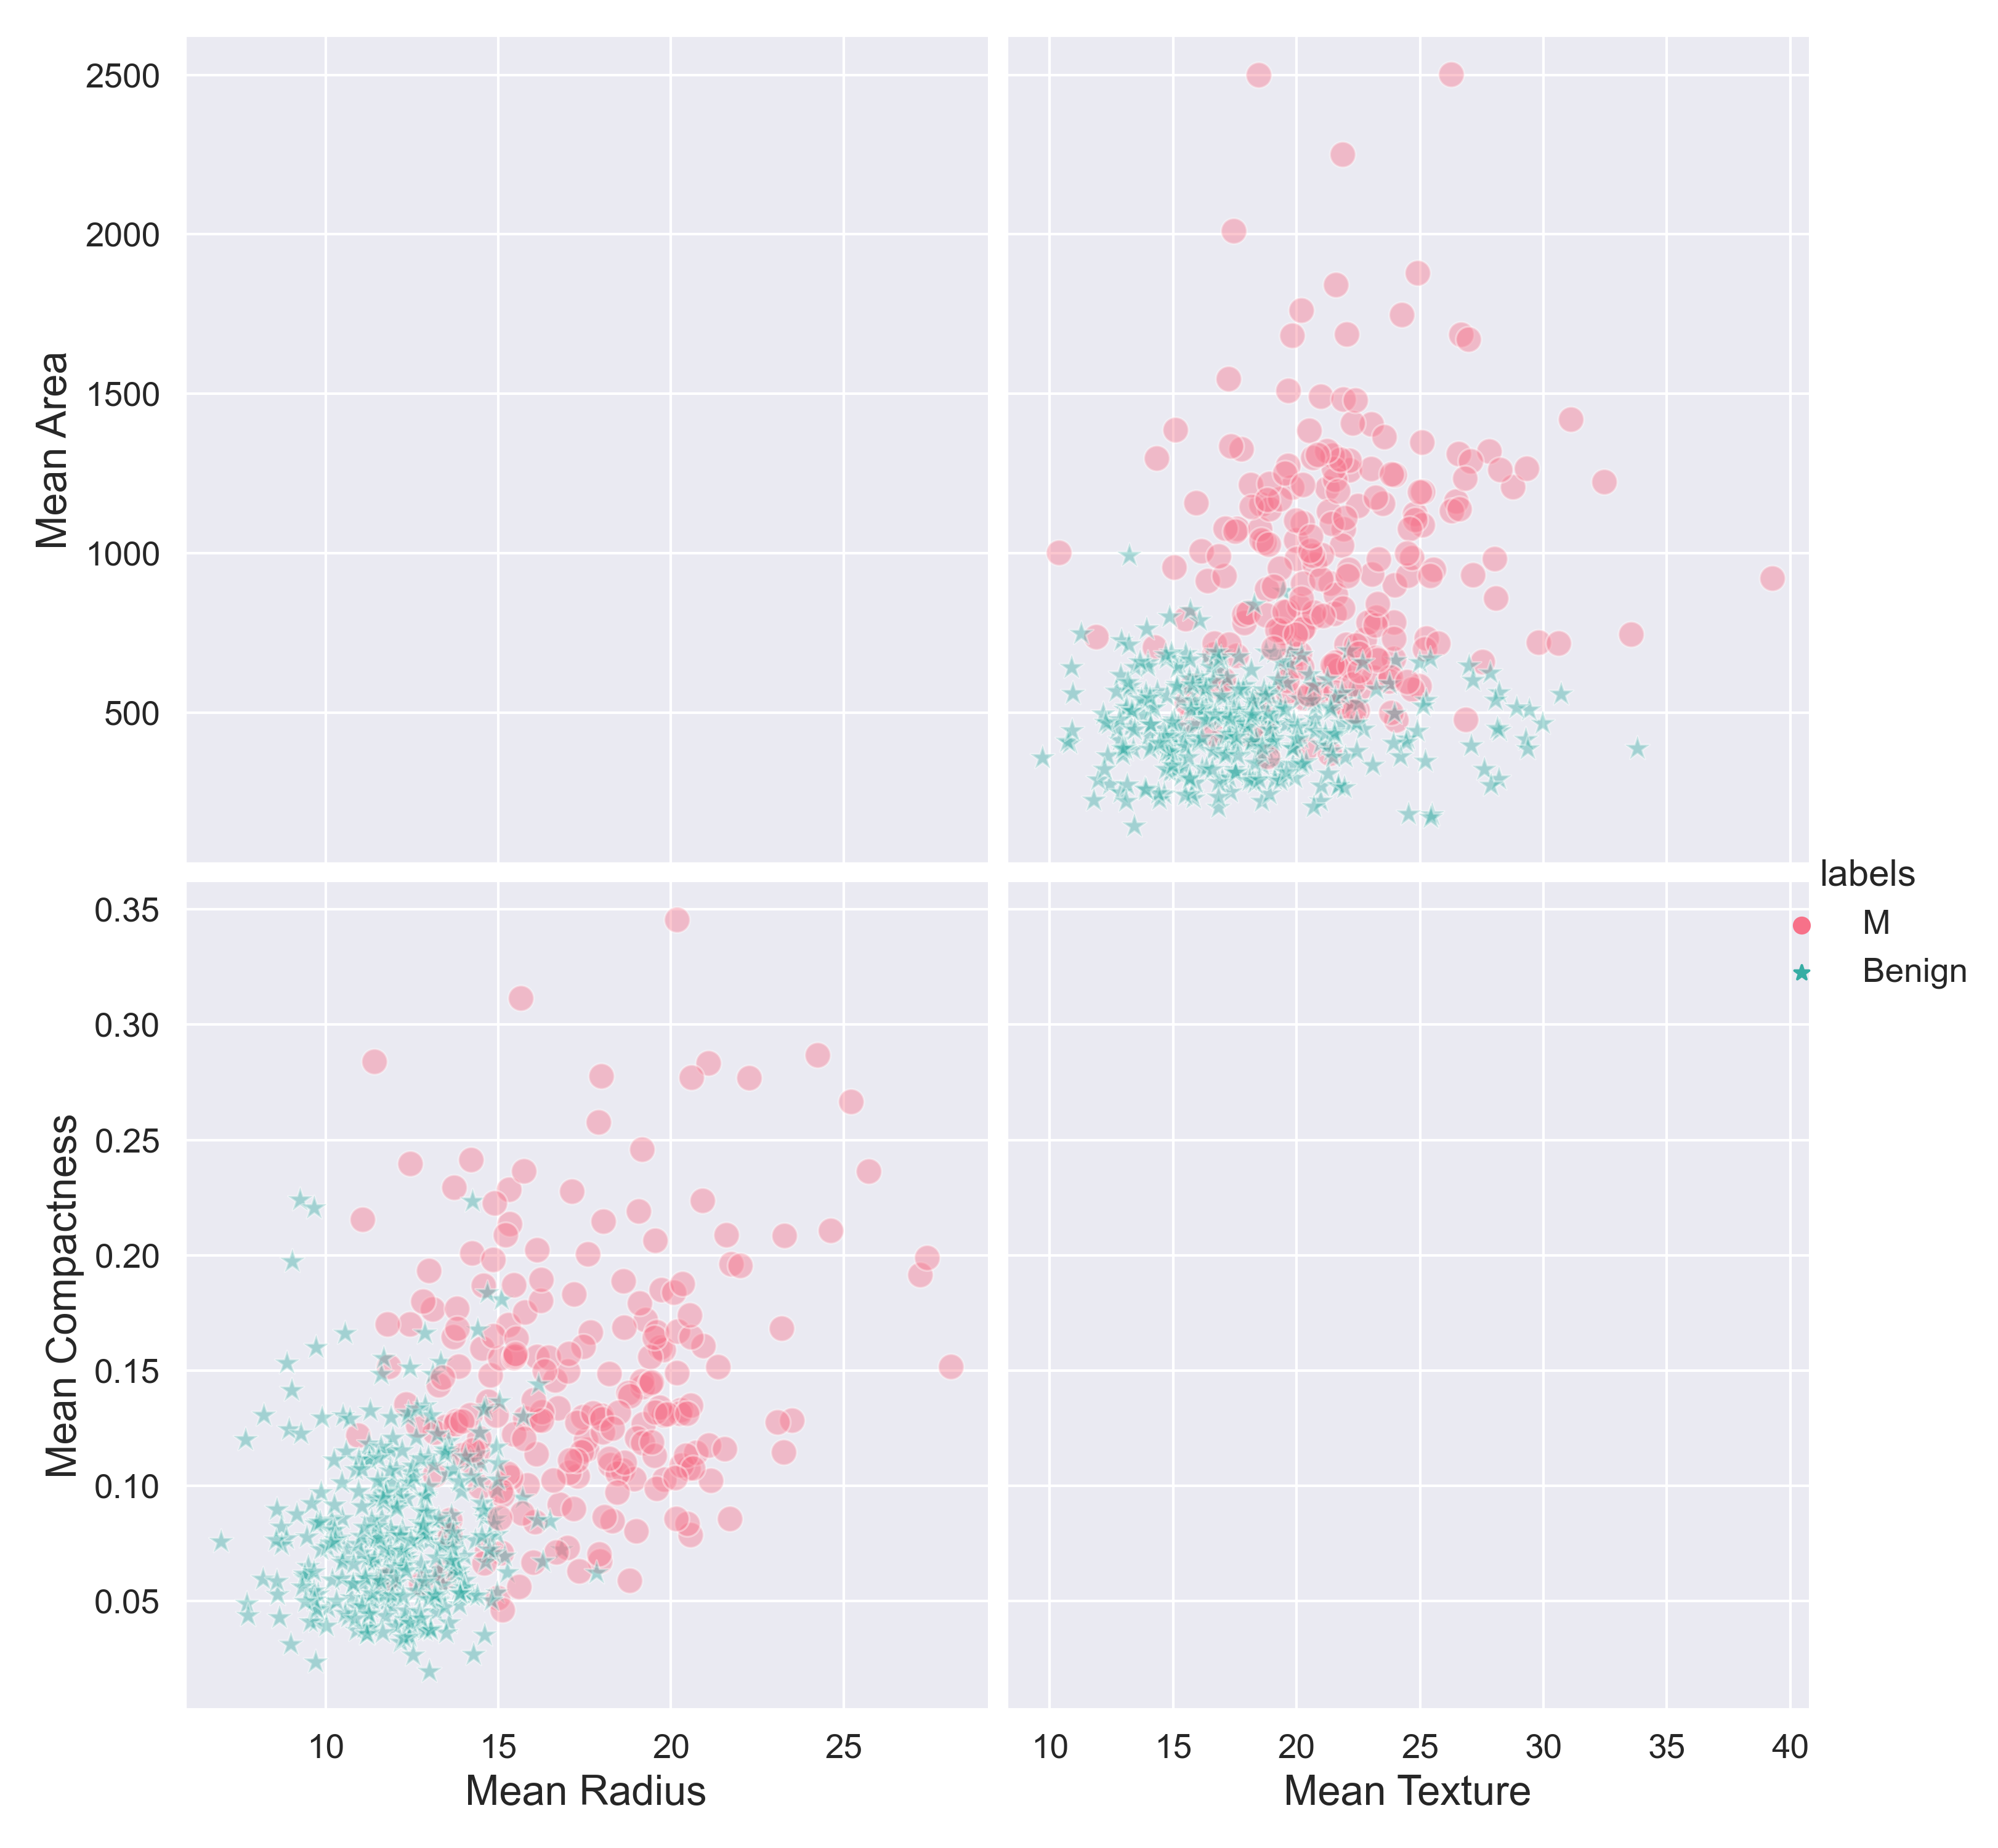 2500
2000
1500
1000
500
Mean Area
labels
M
Benign
0.35
0.30
0.25
0.20
0.15
0.10
0.05
Mean Compactness
10 15 20 25
10 15 20 25 30 35 40
Mean Radius
Mean Texture